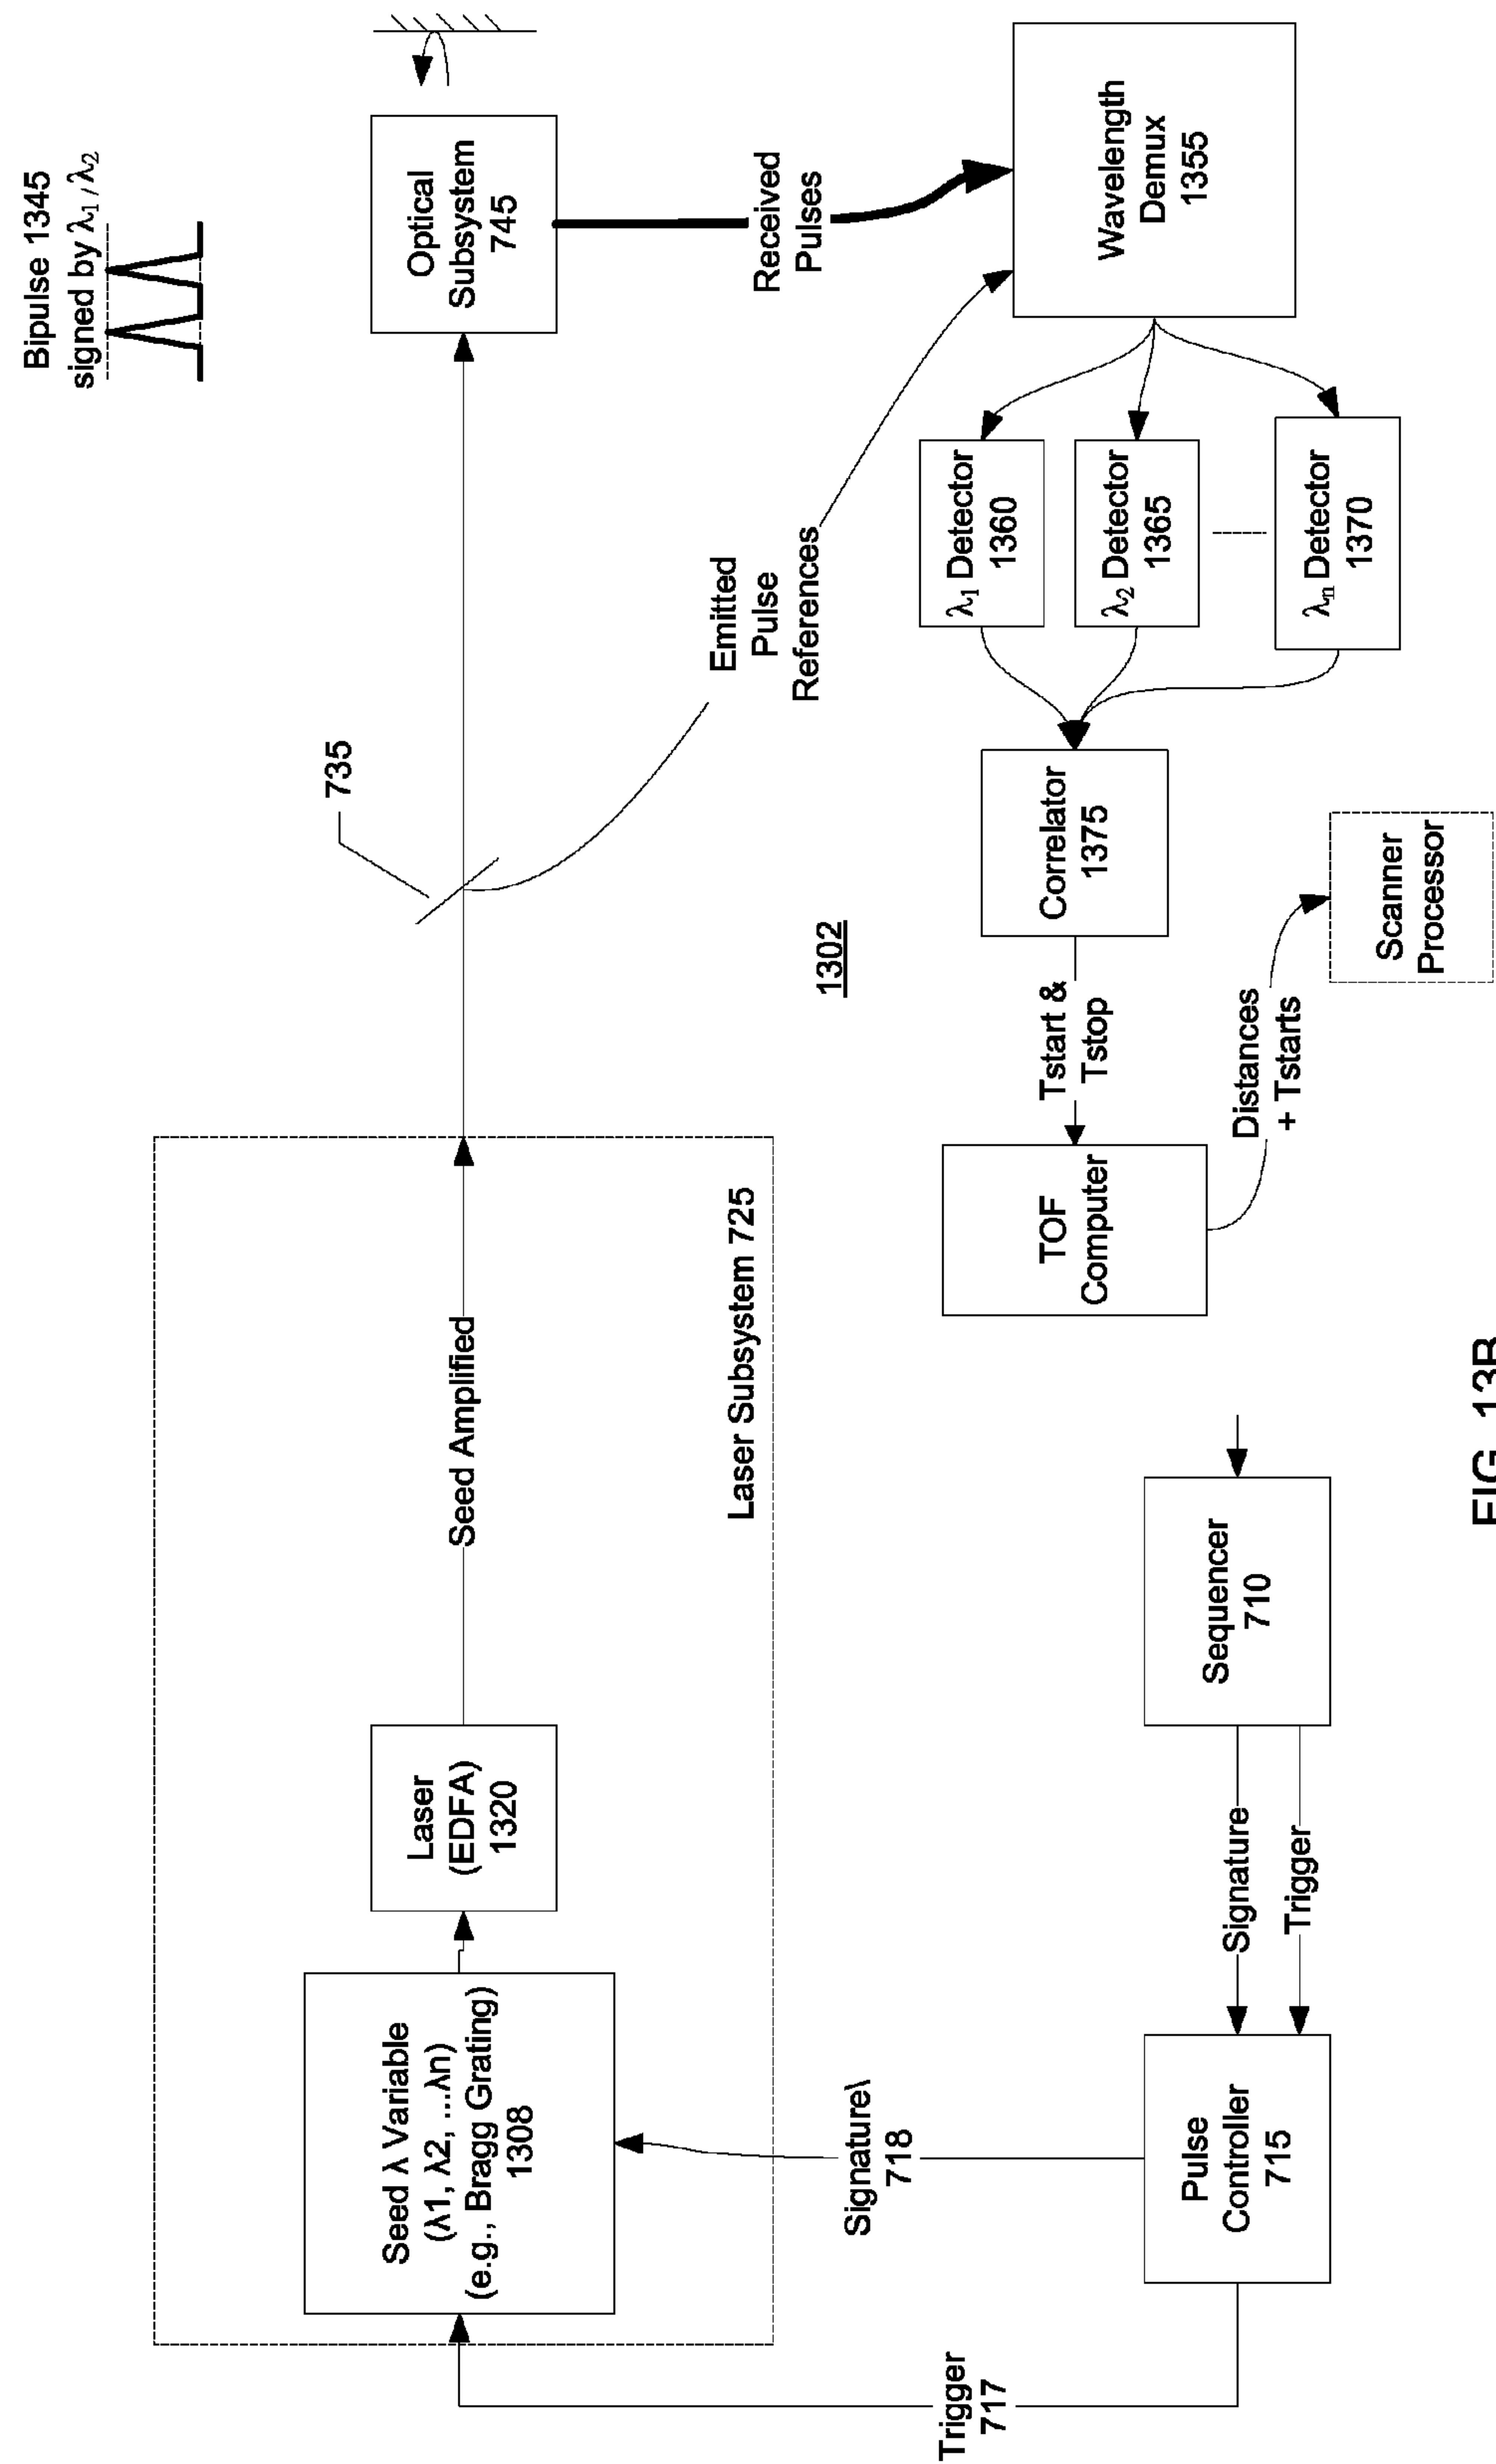 Bipulse 1345
signed by λ1 / λ2
735
Optical
Subsystem
745
Seed Amplified
Laser
(EDFA)
1320
Seed λ Variable
(λ1, λ2, ...λn)
(e.g., Bragg Grating)
1308
Laser Subsystem 725
Emitted
Pulse
References
Received
Pulses
1302
Wavelength
Demux
1355
λ1 Detector
1360
λ2 Detector
1365
λn Detector
1370
Correlator
1375
Tstart &
Tstop
TOF
Computer
Distances
+ Tstarts
Scanner
Processor
Signature\
718
Trigger
717
Pulse
Controller
715
Signature
Trigger
Sequencer
710
FIG. 13B